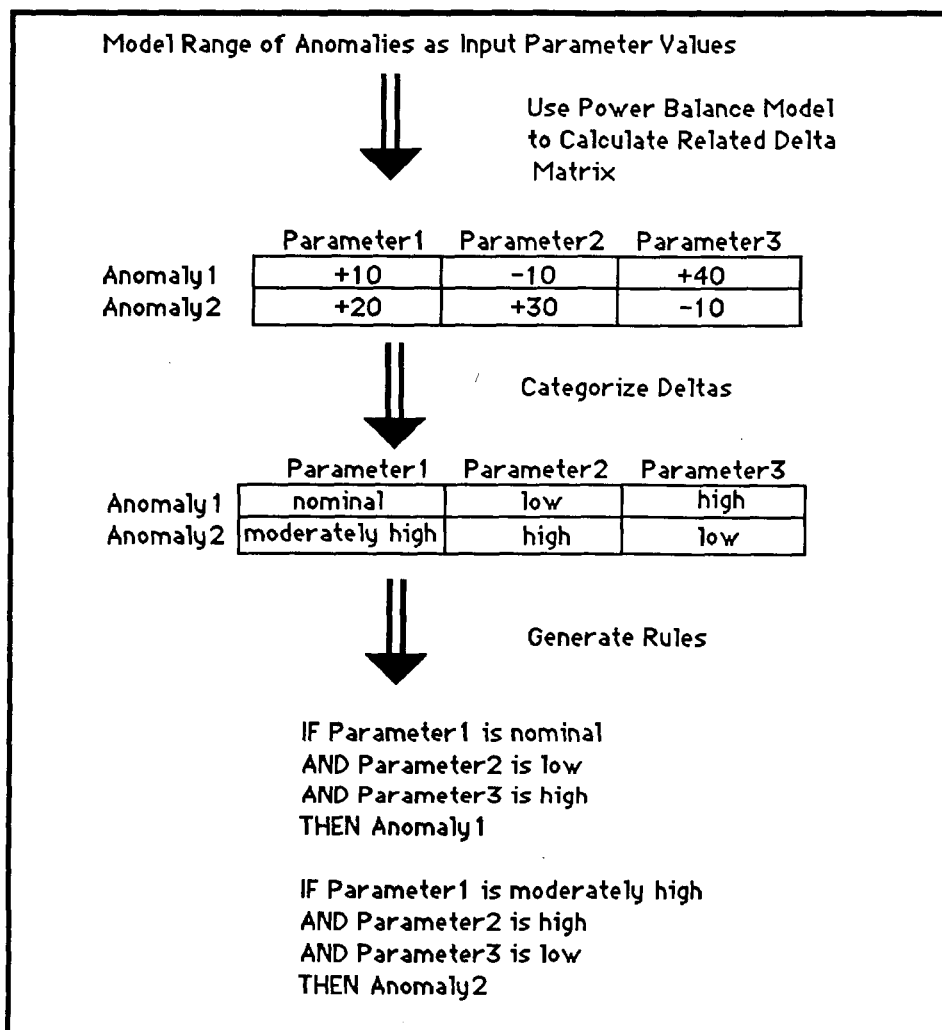 Model Range of Anomalies as Input Parameter Values
Use Power Balance Model
to Calculate Related Delta
Matrix
Parameter1 Parameter2 Parameter3
Anomaly1 +10 -10 +40
Anomaly2 +20 +30 -10
Categorize Deltas
Parameter1 Parameter2 Parameter3
Anomaly1 nominal low high
Anomaly2 moderately high high low
Generate Rules
IF Parameter1 is nominal
AND Parameter2 is low
AND Parameter3 is high
THEN Anomaly1
IF Parameter1 is moderately high
AND Parameter2 is high
AND Parameter3 is low
THEN Anomaly2